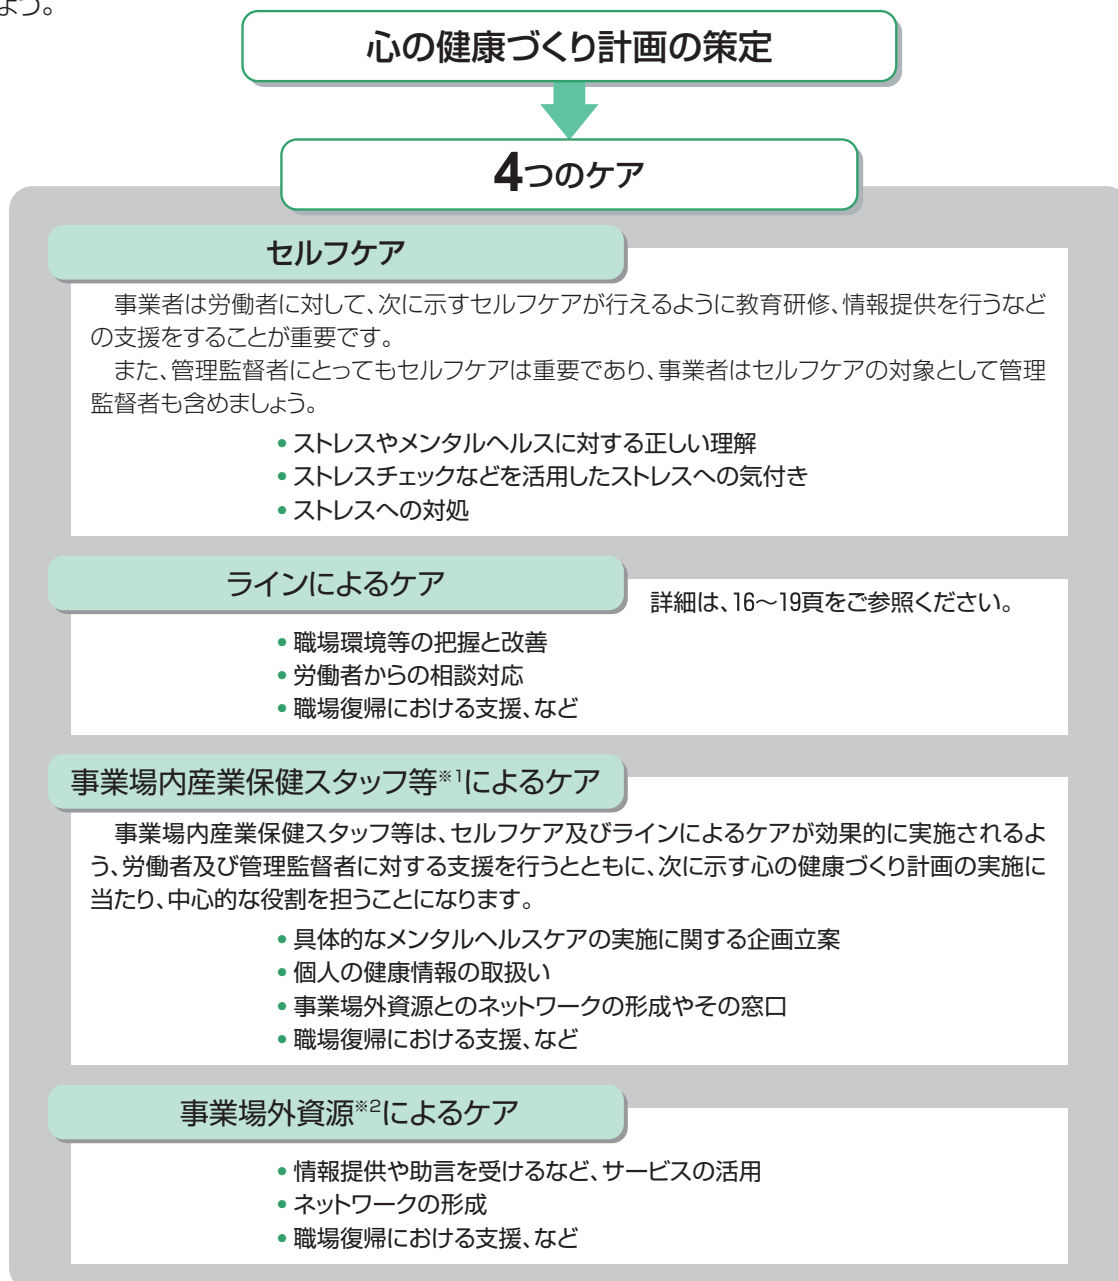 ょう。
心の健康づくり計画の策定
4つのケア
セルフケア
事業者は労働者に対して、次に示すセルフケアが行えるように教育研修、情報提供を行うなど
の支援をすることが重要です。
また、管理監督者にとってもセルフケアは重要であり、事業者はセルフケアの対象として管理
監督者も含めましょう。
•ストレスやメンタルヘルスに対する正しい理解
•ストレスチェックなどを活用したストレスへの気付き
•ストレスへの対処
ラインによるケア
詳細は、16～19頁をご参照ください。
•職場環境等の把握と改善
•労働者からの相談対応
•職場復帰における支援、など
事業場内産業保健スタッフ等※1によるケア
事業場内産業保健スタッフ等は、セルフケア及びラインによるケアが効果的に実施されるよ
う、労働者及び管理監督者に対する支援を行うとともに、次に示す心の健康づくり計画の実施に
当たり、中心的な役割を担うことになります。
•具体的なメンタルヘルスケアの実施に関する企画立案
•個人の健康情報の取扱い
•事業場外資源とのネットワークの形成やその窓口
•職場復帰における支援、など
事業場外資源※2によるケア
•情報提供や助言を受けるなど、サービスの活用
•ネットワークの形成
•職場復帰における支援、など